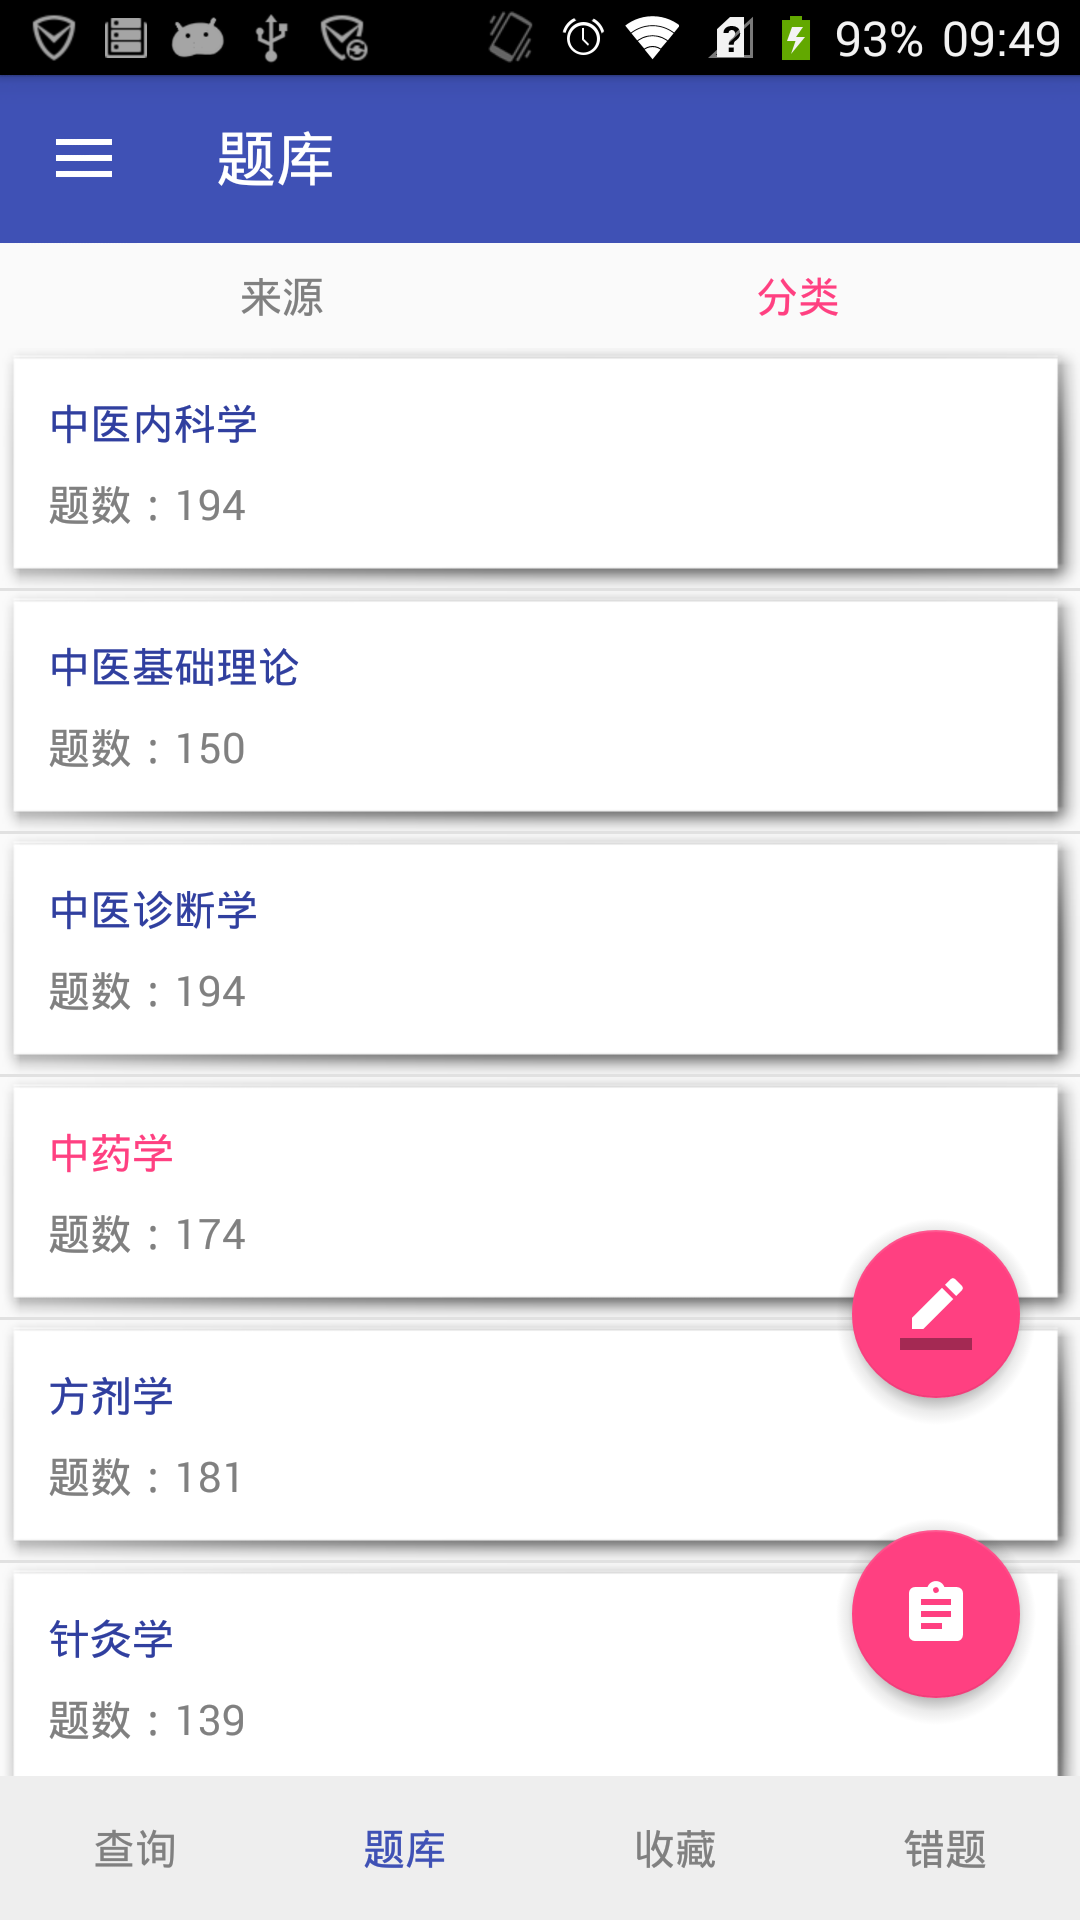 93% 09:49
题库
来源 分类
中医内科学
题数：194
中医基础理论
题数：150
中医诊断学
题数：194
中药学
题数：174
方剂学
题数：181
针灸学
题数：139
查询 题库 收藏 错题